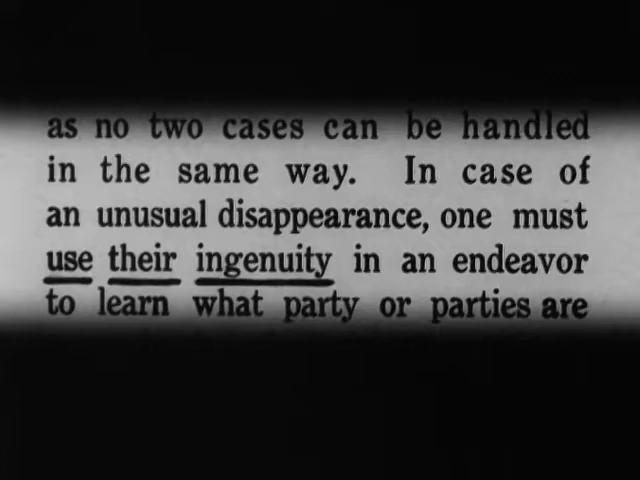 as no two cases can be handled
in the same way. In case of
an unusual disappearance, one must
use their ingenuity in an endeavor
to learn what party or parties are